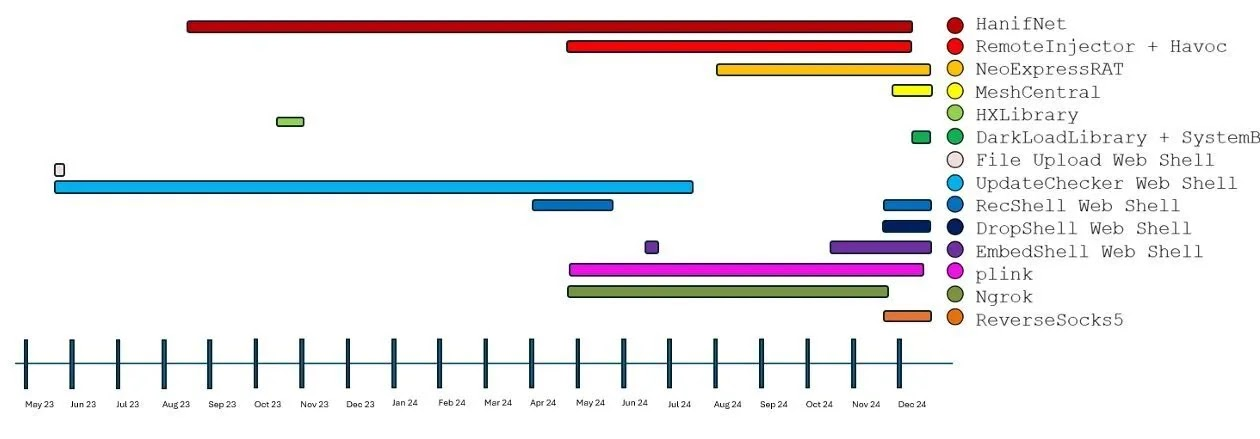 HanifNet
RemoteInjector + Havoc
NeoExpressRAT
MeshCentral
HXLibrary
DarkLoadLibrary + SystemB
File Upload Web Shell
UpdateChecker Web Shell
RecShell Web Shell
DropShell Web Shell
EmbedShell Web Shell
plink
Ngrok
ReverseSocks5
May 23 Jun 23 Jul 23 Aug 23 Sep 23 Oct 23 Nov 23 Dec 23 Jan 24 Feb 24 Mar 24 Apr 24 May 24 Jun 24 Jul 24 Aug 24 Sep 24 Oct 24 Nov 24 Dec 24